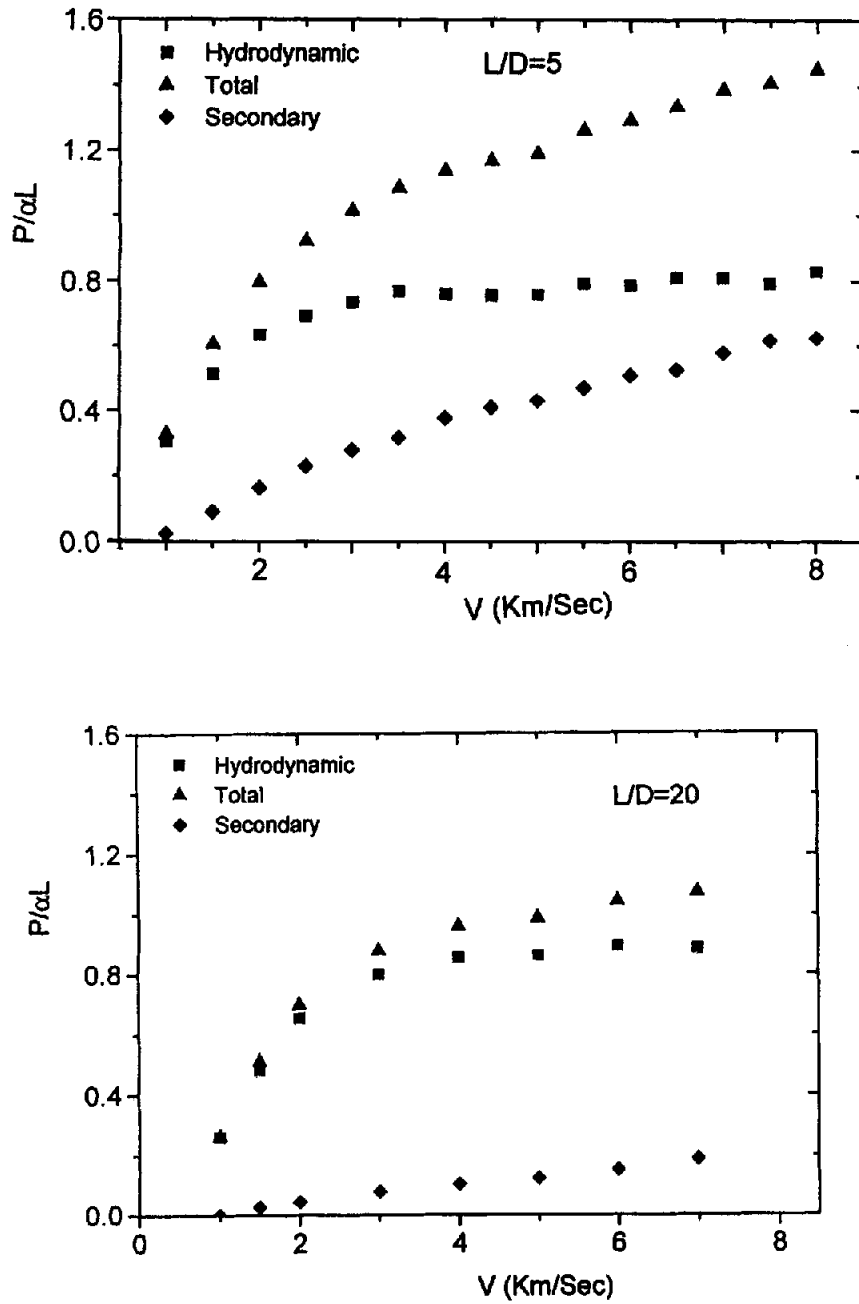 1.6
Hydrodynamic
L/D=5
Total
Secondary
1.2
P/αL
0.8
0.4
0.0
2 4 6 8
V (Km/Sec)
1.6
Hydrodynamic
L/D=20
Total
Secondary
1.2
P/αL
0.8
0.4
0.0
0 2 4 6 8
V (Km/Sec)